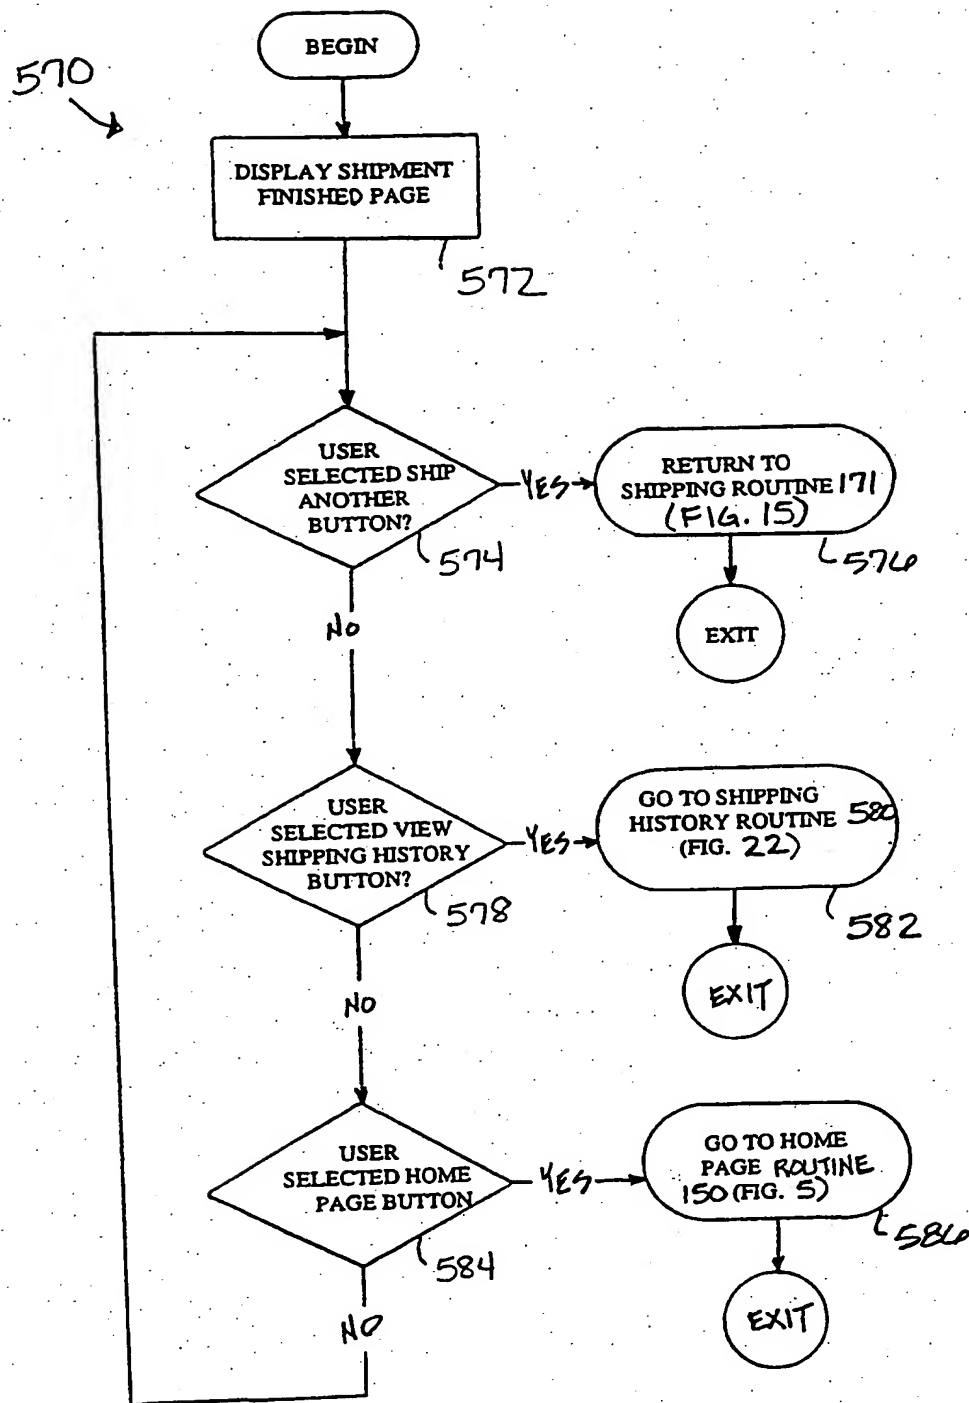 BEGIN
570
DISPLAY SHIPMENT
FINISHED PAGE
572
USER
SELECTED SHIP
ANOTHER
BUTTON?
574
YES
RETURN TO
SHIPPING ROUTINE 171
(FIG. 15)
576
EXIT
NO
USER
SELECTED VIEW
SHIPPING HISTORY
BUTTON?
578
YES
GO TO SHIPPING
HISTORY ROUTINE 580
(FIG. 22)
582
EXIT
NO
USER
SELECTED HOME
PAGE BUTTON
584
YES
GO TO HOME
PAGE ROUTINE
150 (FIG. 5)
586
EXIT
NO